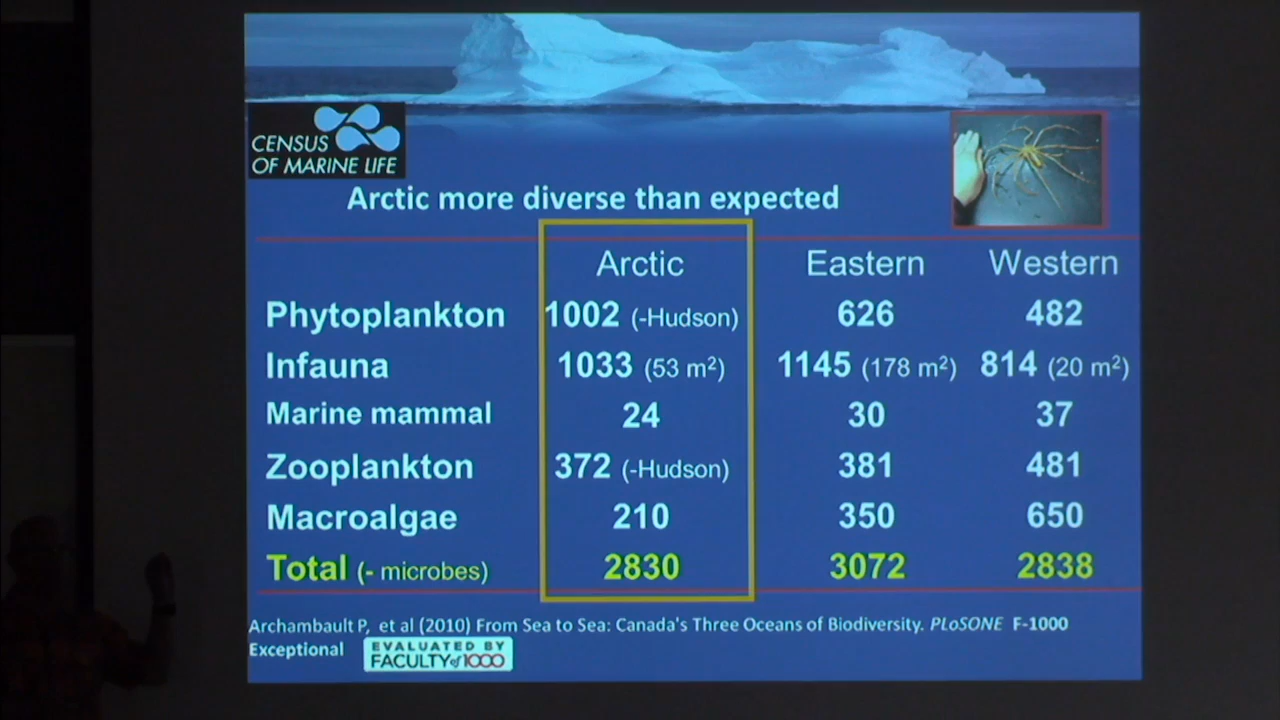 CENSUS
OF MARINE LIFE
Arctic more diverse than expected
Arctic Eastern Western
Phytoplankton 1002 (-Hudson) 626 482
Infauna 1033 (53 m²) 1145 (178 m²) 814 (20 m²)
Marine mammal 24 30 37
Zooplankton 372 (-Hudson) 381 481
Macroalgae 210 350 650
Total (- microbes) 2830 3072 2838
Archambault P, et al (2010) From Sea to Sea: Canada's Three Oceans of Biodiversity. PLoSONE F-1000
Exceptional
EVALUATED BY
FACULTY of 1000